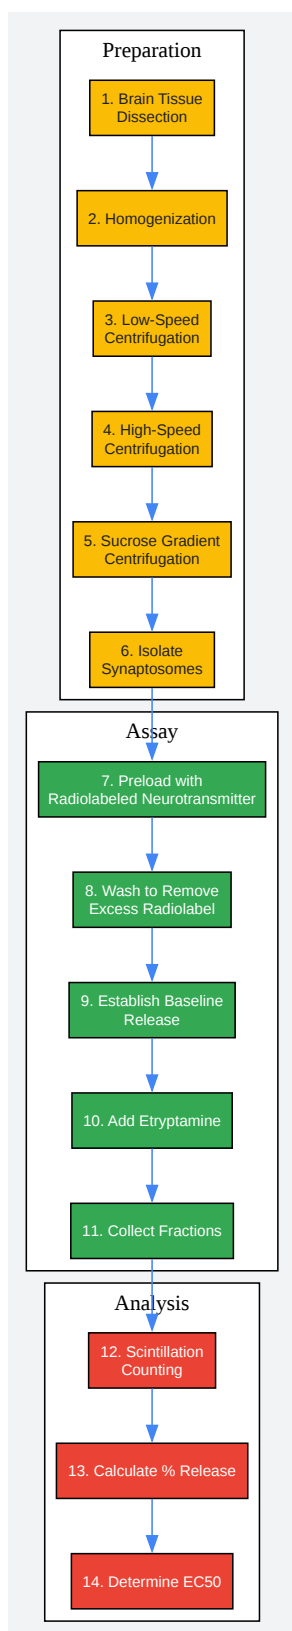 Preparation
1. Brain Tissue
Dissection
2. Homogenization
3. Low-Speed
Centrifugation
4. High-Speed
Centrifugation
5. Sucrose Gradient
Centrifugation
6. Isolate
Synaptosomes
Assay
7. Preload with
Radiolabeled Neurotransmitter
8. Wash to Remove
Excess Radiolabel
9. Establish Baseline
Release
10. Add Etryptamine
11. Collect Fractions
Analysis
12. Scintillation
Counting
13. Calculate % Release
14. Determine EC50